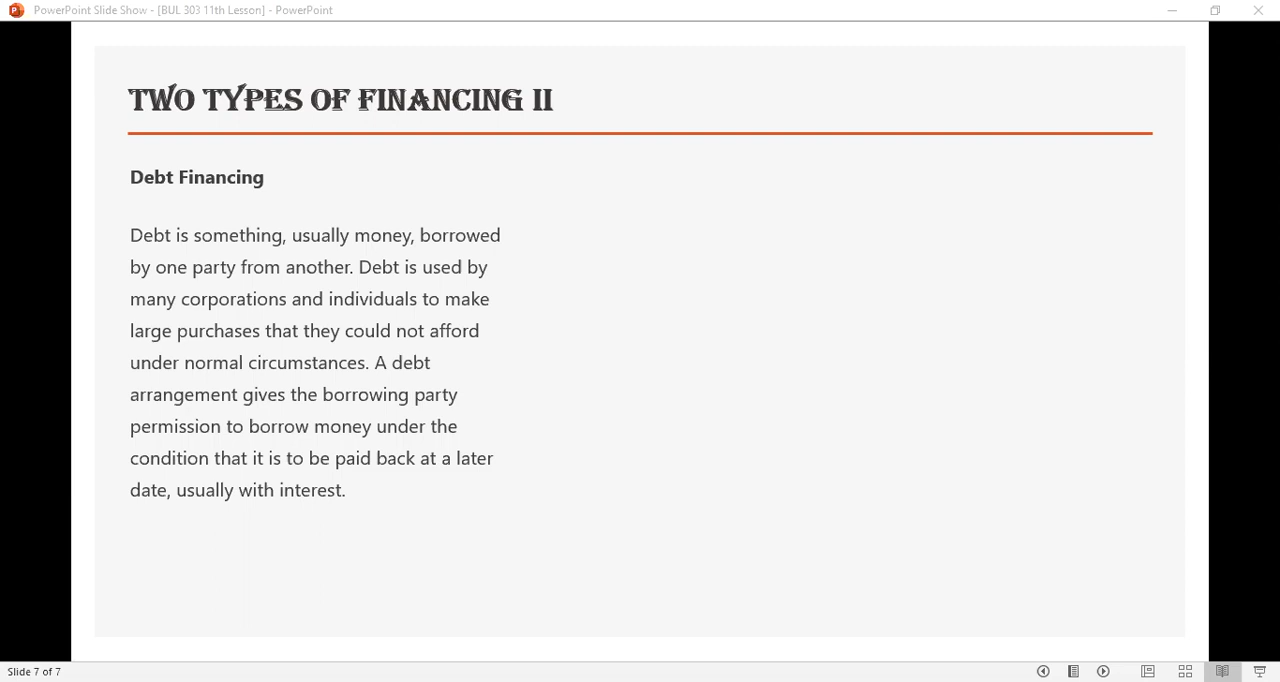 PowerPoint Slide Show - [BUL 303 11th Lesson] - PowerPoint
TWO TYPES OF FINANCING II
Debt Financing
Debt is something, usually money, borrowed
by one party from another. Debt is used by
many corporations and individuals to make
large purchases that they could not afford
under normal circumstances. A debt
arrangement gives the borrowing party
permission to borrow money under the
condition that it is to be paid back at a later
date, usually with interest.
Slide 7 of 7